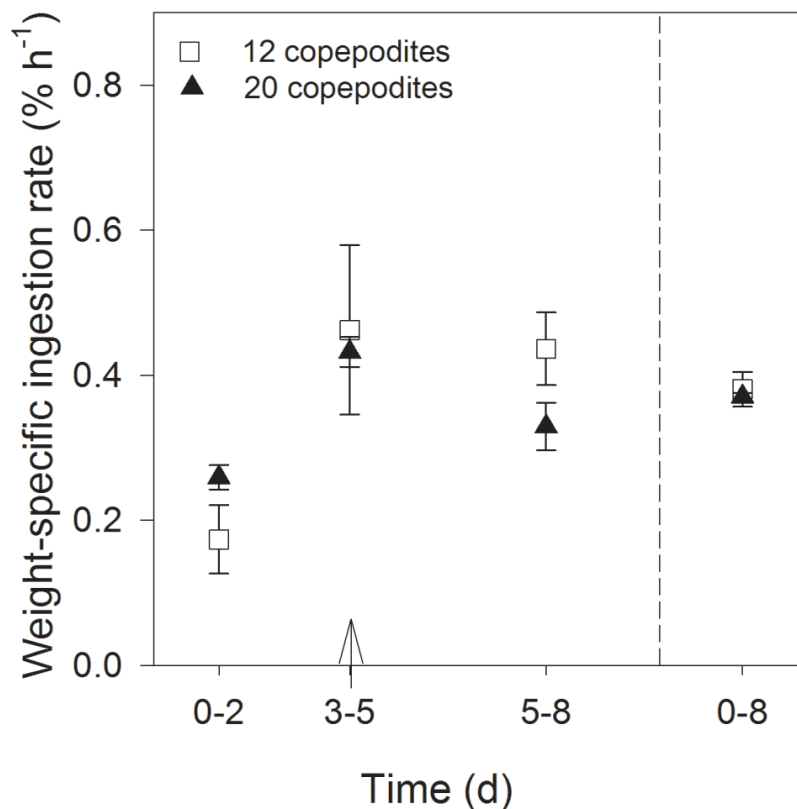 12 copepodites
20 copepodites
Weight-specific ingestion rate (% h⁻¹)
0.8
0.6
0.4
0.2
0.0
0-2 3-5 5-8 0-8
Time (d)